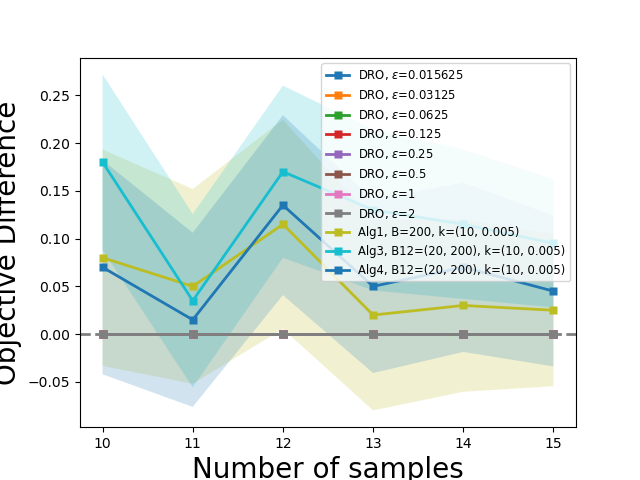 Objective Difference
0.25
0.20
0.15
0.10
0.05
0.00
−0.05
10
11
12
13
14
15
Number of samples
DRO, ε=0.015625
DRO, ε=0.03125
DRO, ε=0.0625
DRO, ε=0.125
DRO, ε=0.25
DRO, ε=0.5
DRO, ε=1
DRO, ε=2
Alg1, B=200, k=(10, 0.005)
Alg3, B12=(20, 200), k=(10, 0.005)
Alg4, B12=(20, 200), k=(10, 0.005)